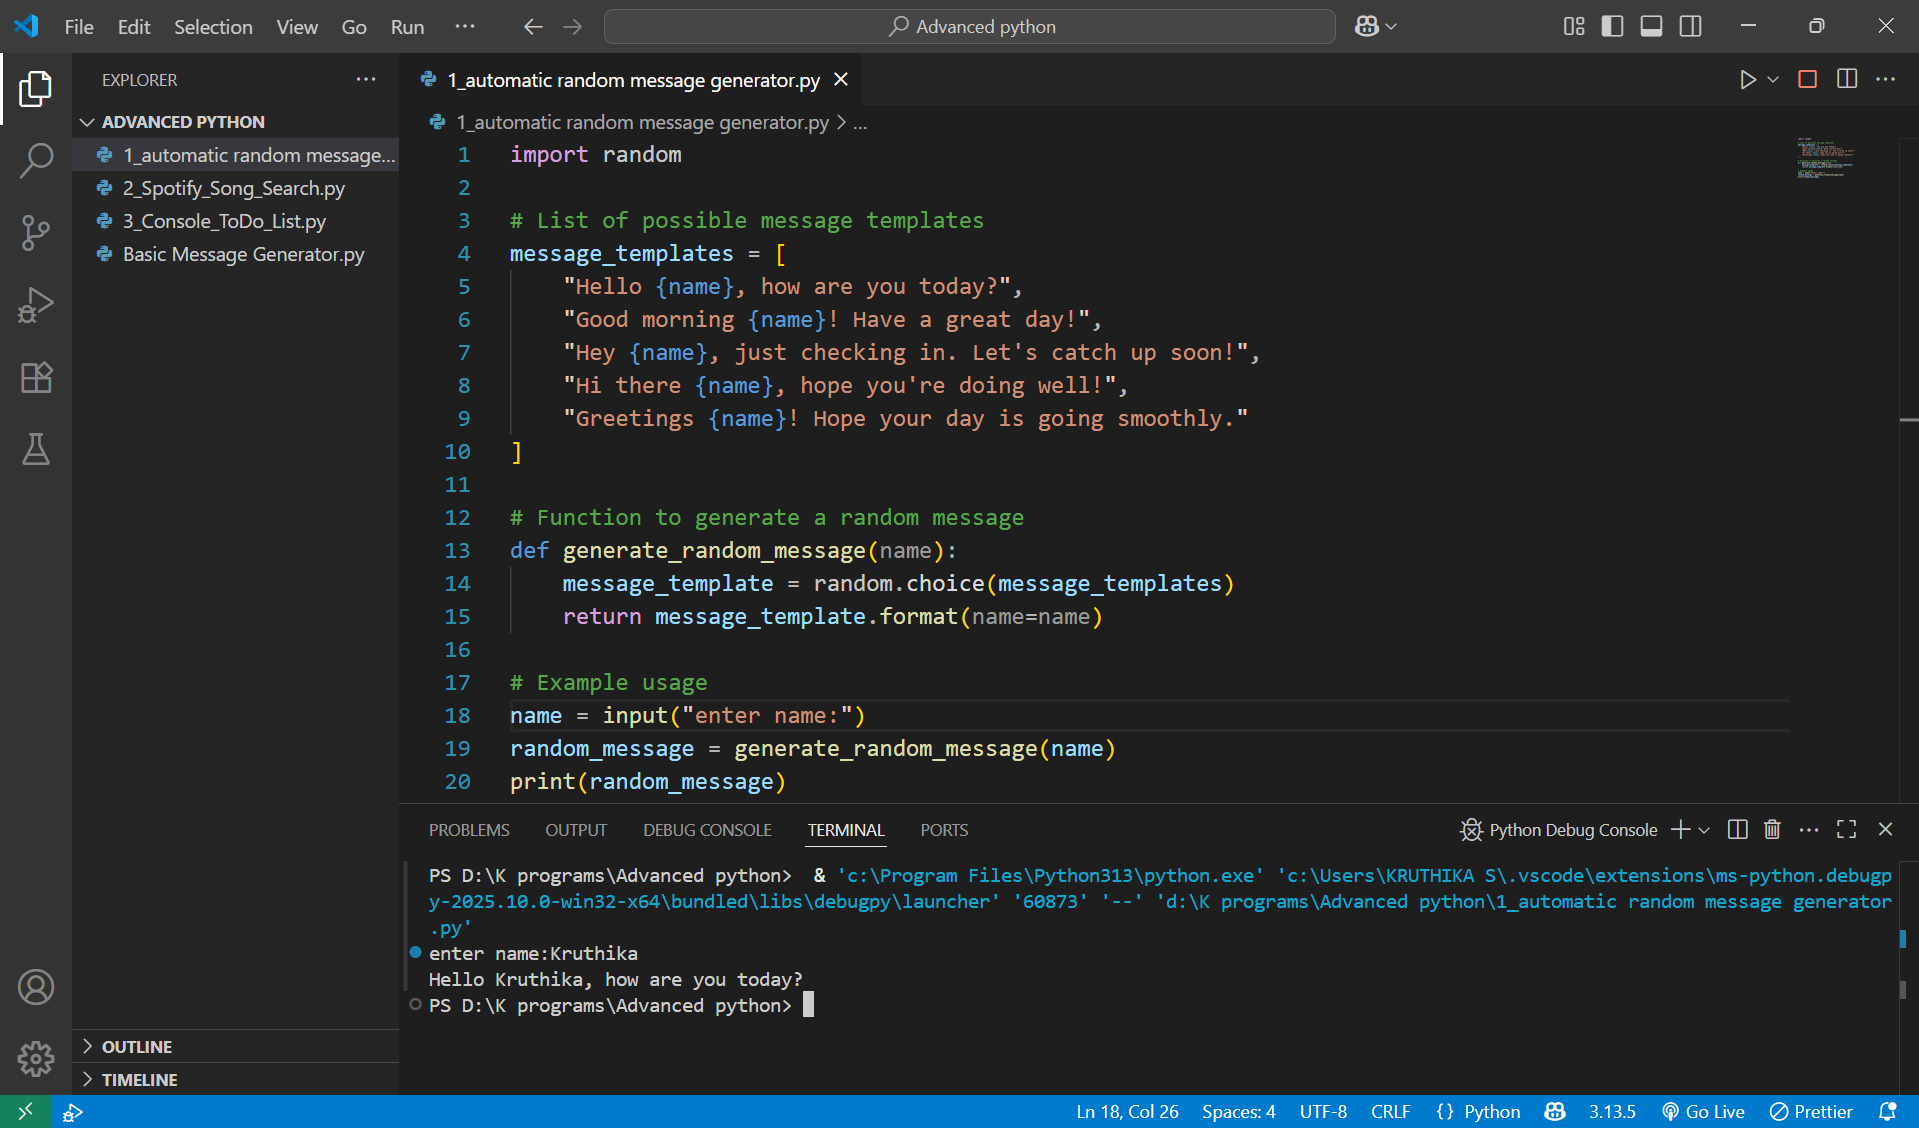 File Edit Selection View Go Run ··· Advanced python
EXPLORER ···
ADVANCED PYTHON
1_automatic random message...
2_Spotify_Song_Search.py
3_Console_ToDo_List.py
Basic Message Generator.py
OUTLINE
TIMELINE
1_automatic random message generator.py
1_automatic random message generator.py > ...
1 import random
2
3 # List of possible message templates
4 message_templates = [
5     "Hello {name}, how are you today?",
6     "Good morning {name}! Have a great day!",
7     "Hey {name}, just checking in. Let's catch up soon!",
8     "Hi there {name}, hope you're doing well!",
9     "Greetings {name}! Hope your day is going smoothly."
10 ]
11
12 # Function to generate a random message
13 def generate_random_message(name):
14     message_template = random.choice(message_templates)
15     return message_template.format(name=name)
16
17 # Example usage
18 name = input("enter name:")
19 random_message = generate_random_message(name)
20 print(random_message)
PROBLEMS OUTPUT DEBUG CONSOLE TERMINAL PORTS Python Debug Console
PS D:\K programs\Advanced python>  & 'c:\Program Files\Python313\python.exe' 'c:\Users\KRUTHIKA S\.vscode\extensions\ms-python.debugp
y-2025.10.0-win32-x64\bundled\libs\debugpy\launcher' '60873' '--' 'd:\K programs\Advanced python\1_automatic random message generator
.py'
enter name:Kruthika
Hello Kruthika, how are you today?
PS D:\K programs\Advanced python>
Ln 18, Col 26 Spaces: 4 UTF-8 CRLF {} Python 3.13.5 Go Live Prettier